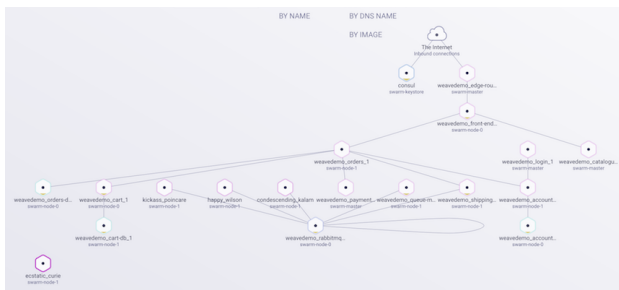 BY NAME
BY DNS NAME
BY IMAGE
The Internet
Inbound connections
consul
swarm-keystore
weavedemo_edge-rou...
swarm-master
weavedemo_front-end...
swarm-node-0
weavedemo_orders_1
swarm-node-1
weavedemo_login_1
swarm-master
weavedemo_catalogu...
swarm-master
weavedemo_orders-d...
swarm-node-0
weavedemo_cart_1
swarm-node-0
kickass_poincare
swarm-node-1
happy_wilson
swarm-node-1
condescending_kalam
swarm-node-1
weavedemo_payment...
swarm-master
weavedemo_queue-m...
swarm-node-1
weavedemo_shipping...
swarm-master
weavedemo_account...
swarm-node-1
weavedemo_cart-db_1
swarm-node-1
weavedemo_rabbitmq...
swarm-node-0
weavedemo_account...
swarm-node-0
ecstatic_curie
swarm-node-1